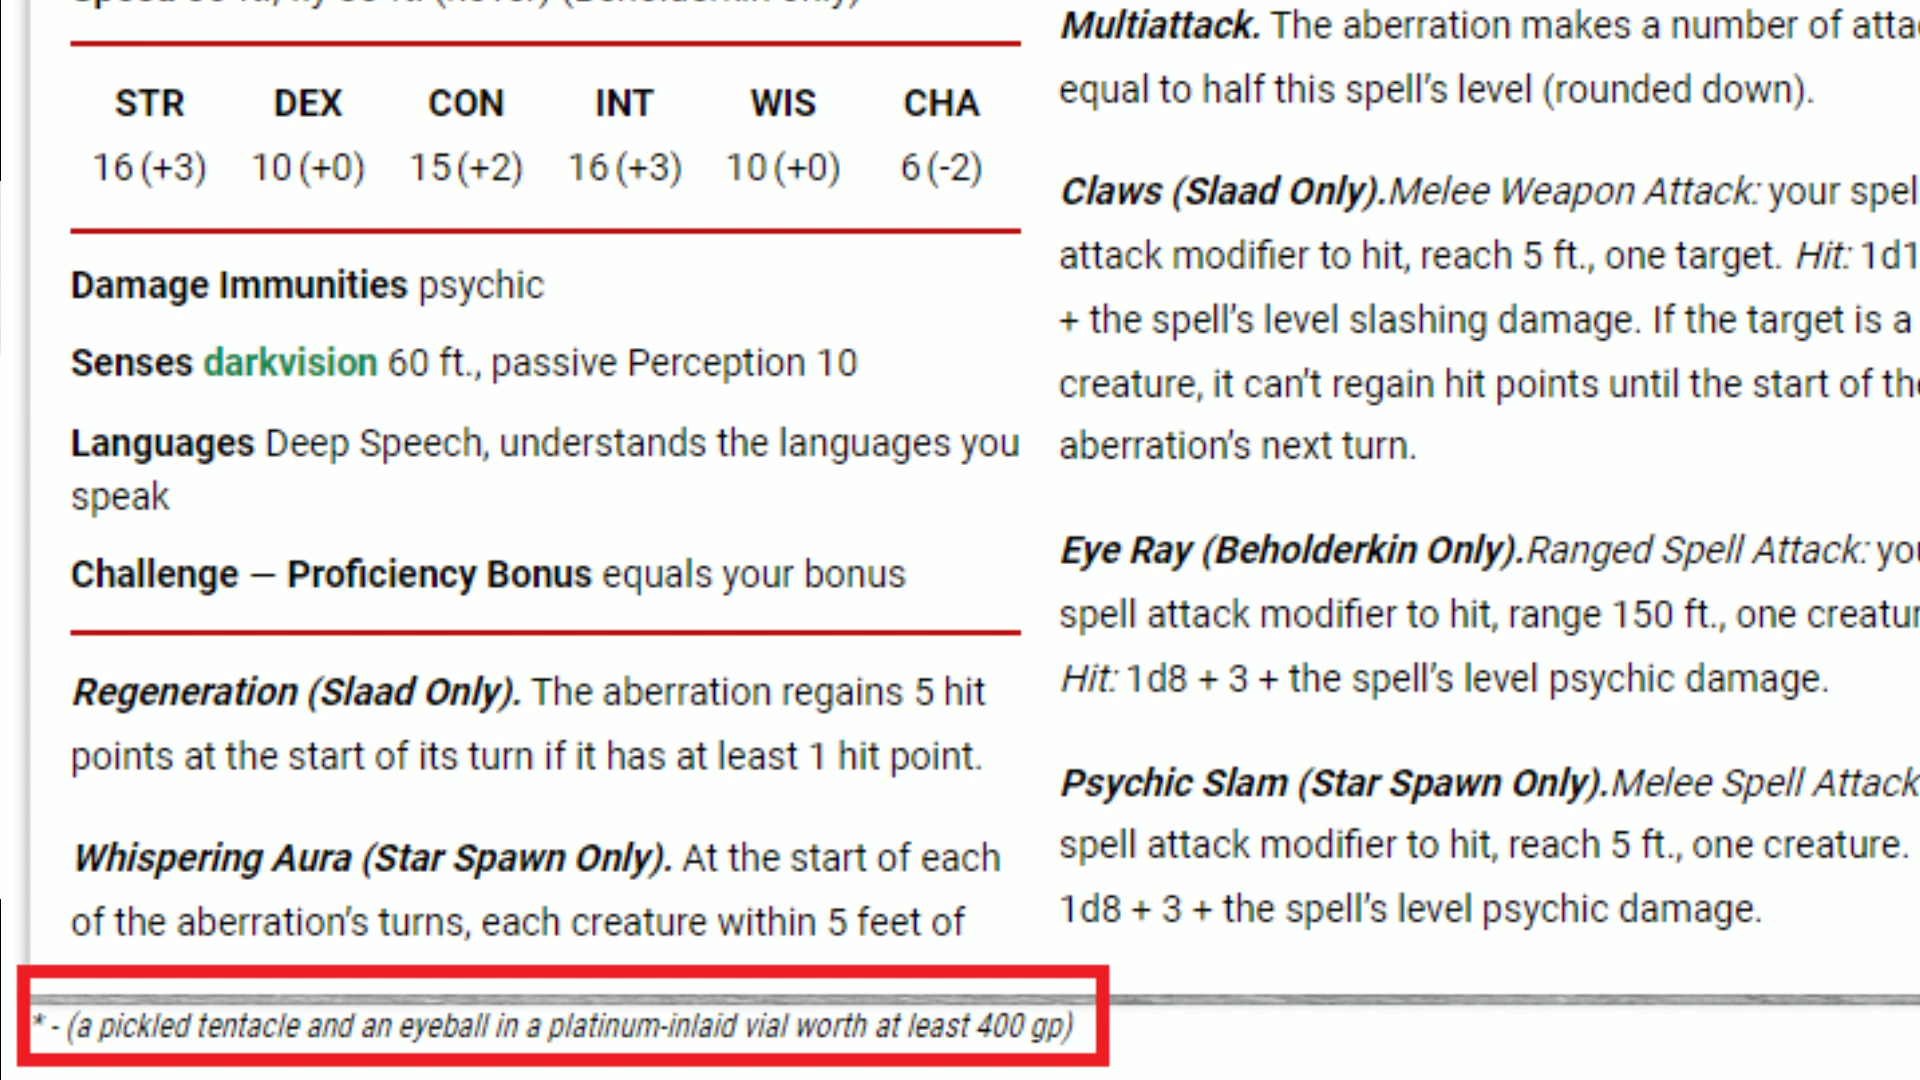 STR DEX CON INT WIS CHA
16 (+3) 10 (+0) 15 (+2) 16 (+3) 10 (+0) 6 (-2)
Damage Immunities psychic
Senses darkvision 60 ft., passive Perception 10
Languages Deep Speech, understands the languages you
speak
Challenge — Proficiency Bonus equals your bonus
Regeneration (Slaad Only). The aberration regains 5 hit
points at the start of its turn if it has at least 1 hit point.
Whispering Aura (Star Spawn Only). At the start of each
of the aberration's turns, each creature within 5 feet of
Multiattack. The aberration makes a number of
equal to half this spell's level (rounded down).
Claws (Slaad Only).Melee Weapon Attack: your spel
attack modifier to hit, reach 5 ft., one target. Hit: 1d1
+ the spell's level slashing damage. If the target is a
creature, it can't regain hit points until the start of
aberration's next turn.
Eye Ray (Beholderkin Only).Ranged Spell Attack:
spell attack modifier to hit, range 150 ft., one
Hit: 1d8 + 3 + the spell's level psychic damage.
Psychic Slam (Star Spawn Only).Melee Spell Attack
spell attack modifier to hit, reach 5 ft., one creature.
1d8 + 3 + the spell's level psychic damage.
* - (a pickled tentacle and an eyeball in a platinum-inlaid vial worth at least 400 gp)